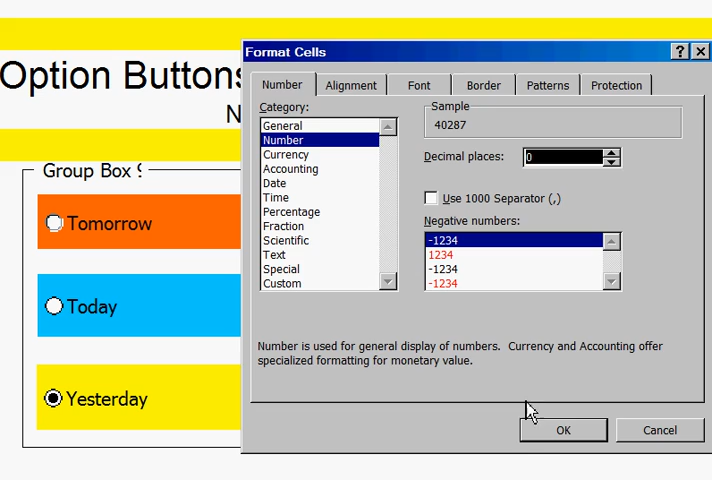 Format Cells
Option Buttons
N
Group Box 9
Tomorrow
Today
Yesterday
Number Alignment Font Border Patterns Protection
Category:
General
Number
Currency
Accounting
Date
Time
Percentage
Fraction
Scientific
Text
Special
Custom
Sample
40287
Decimal places: 0
Use 1000 Separator (,)
Negative numbers:
-1234
1234
-1234
-1234
Number is used for general display of numbers. Currency and Accounting offer
specialized formatting for monetary value.
OK Cancel